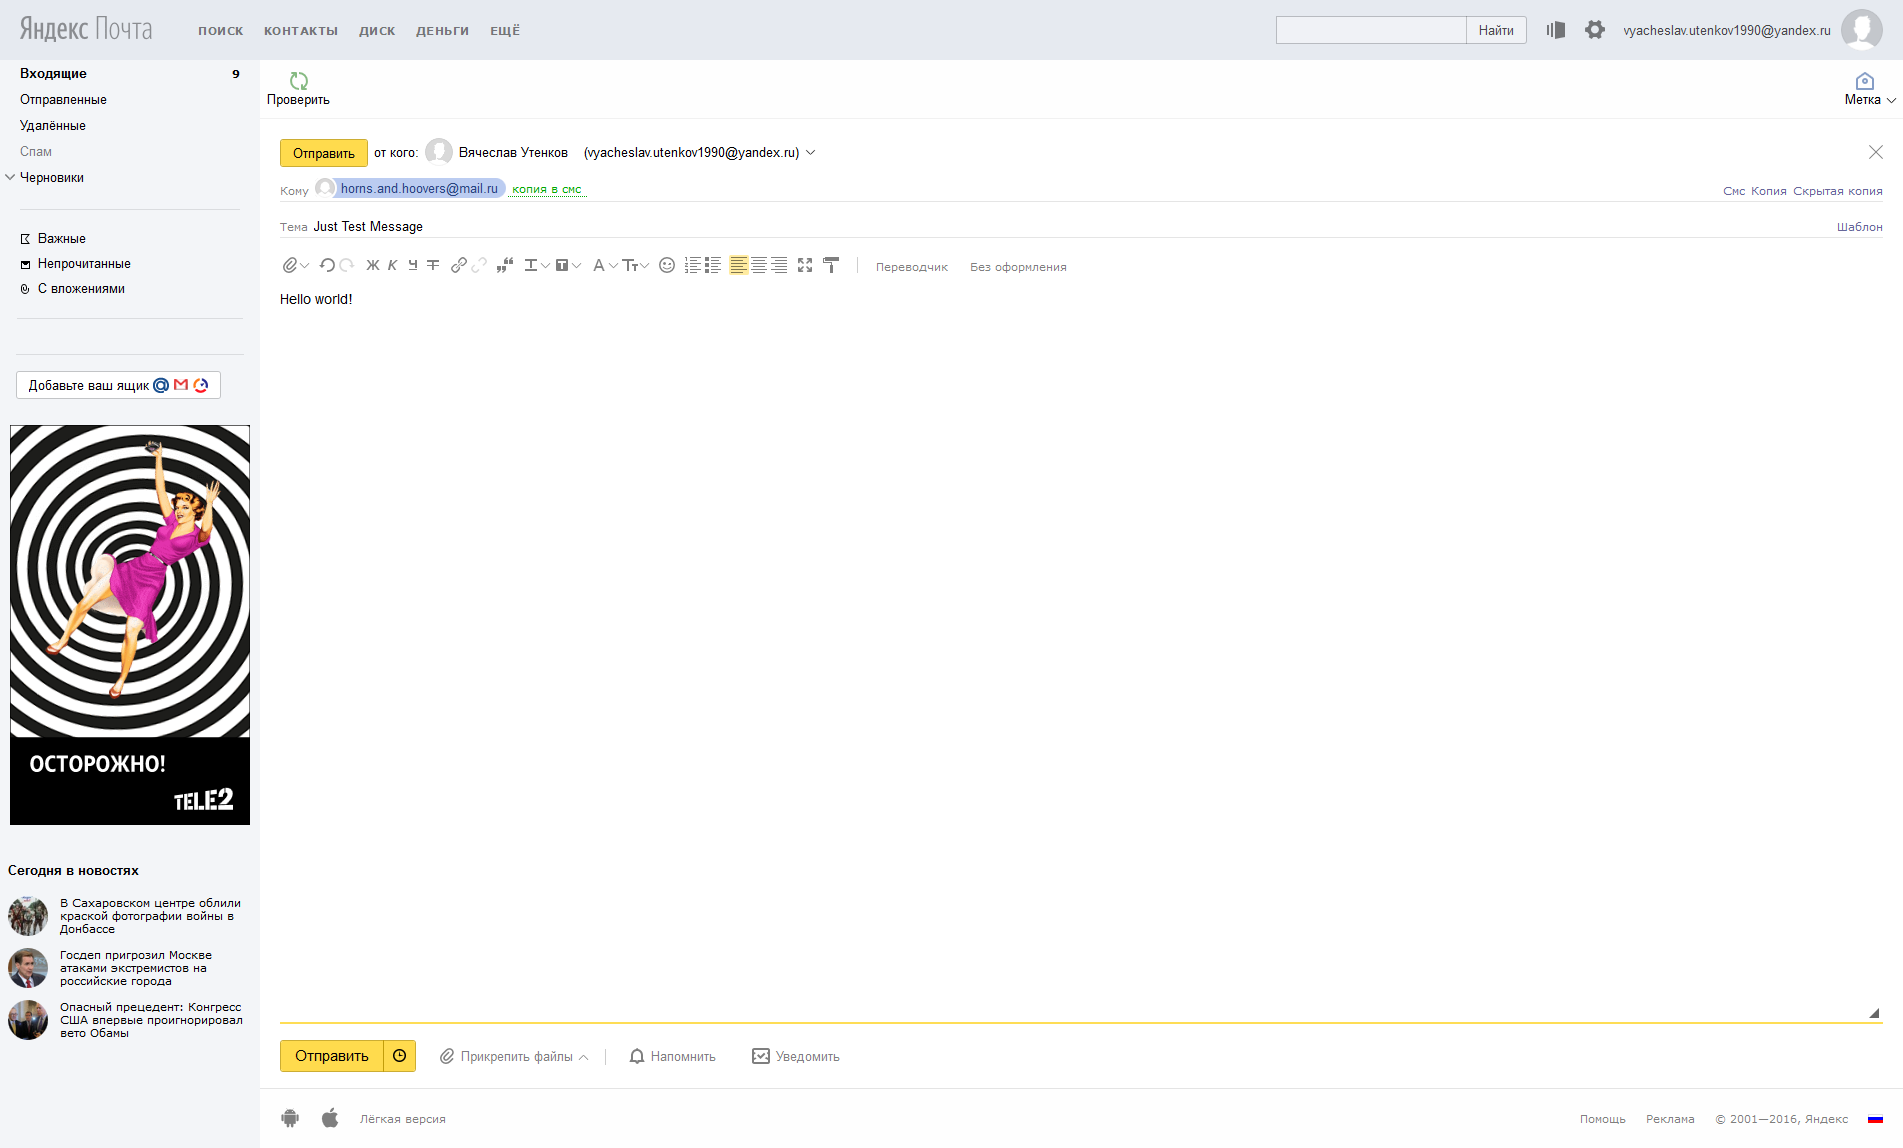 Яндекс Почта
ПОИСК КОНТАКТЫ ДИСК ДЕНЬГИ ЕЩЁ
Найти
vyacheslav.utenkov1990@yandex.ru
Входящие 9
Отправленные
Удалённые
Спам
Черновики
Важные
Непрочитанные
С вложениями
Добавьте ваш ящик
ОСТОРОЖНО!
TELE2
Сегодня в новостях
В Сахаровском центре облили
краской фотографии войны в
Донбассе
Госдеп пригрозил Москве
атаками экстремистов на
российские города
Опасный прецедент: Конгресс
США впервые проигнорировал
вето Обамы
Проверить
Метка
Отправить от кого: Вячеслав Утенков (vyacheslav.utenkov1990@yandex.ru)
Кому horns.and.hoovers@mail.ru копия в смс
Смс Копия Скрытая копия
Тема Just Test Message
Шаблон
Ж К Ч Т Переводчик Без оформления
Hello world!
Отправить Прикрепить файлы Напомнить Уведомить
Лёгкая версия
Помощь Реклама © 2001—2016, Яндекс